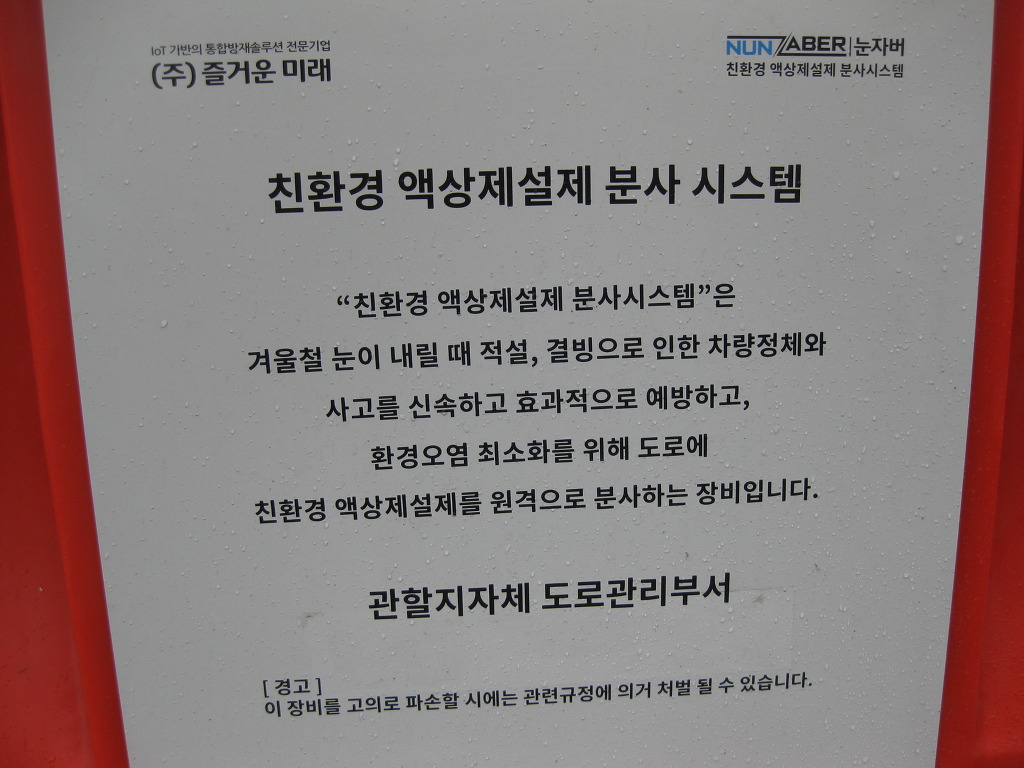 IoT 기반의 통합방재솔루션 전문기업
(주) 즐거운 미래
NUNZABER | 눈자버
친환경 액상제설제 분사시스템
친환경 액상제설제 분사 시스템
“친환경 액상제설제 분사시스템”은
겨울철 눈이 내릴 때 적설, 결빙으로 인한 차량정체와
사고를 신속하고 효과적으로 예방하고,
환경오염 최소화를 위해 도로에
친환경 액상제설제를 원격으로 분사하는 장비입니다.
관할지자체 도로관리부서
[ 경고 ]
이 장비를 고의로 파손할 시에는 관련규정에 의거 처벌 될 수 있습니다.